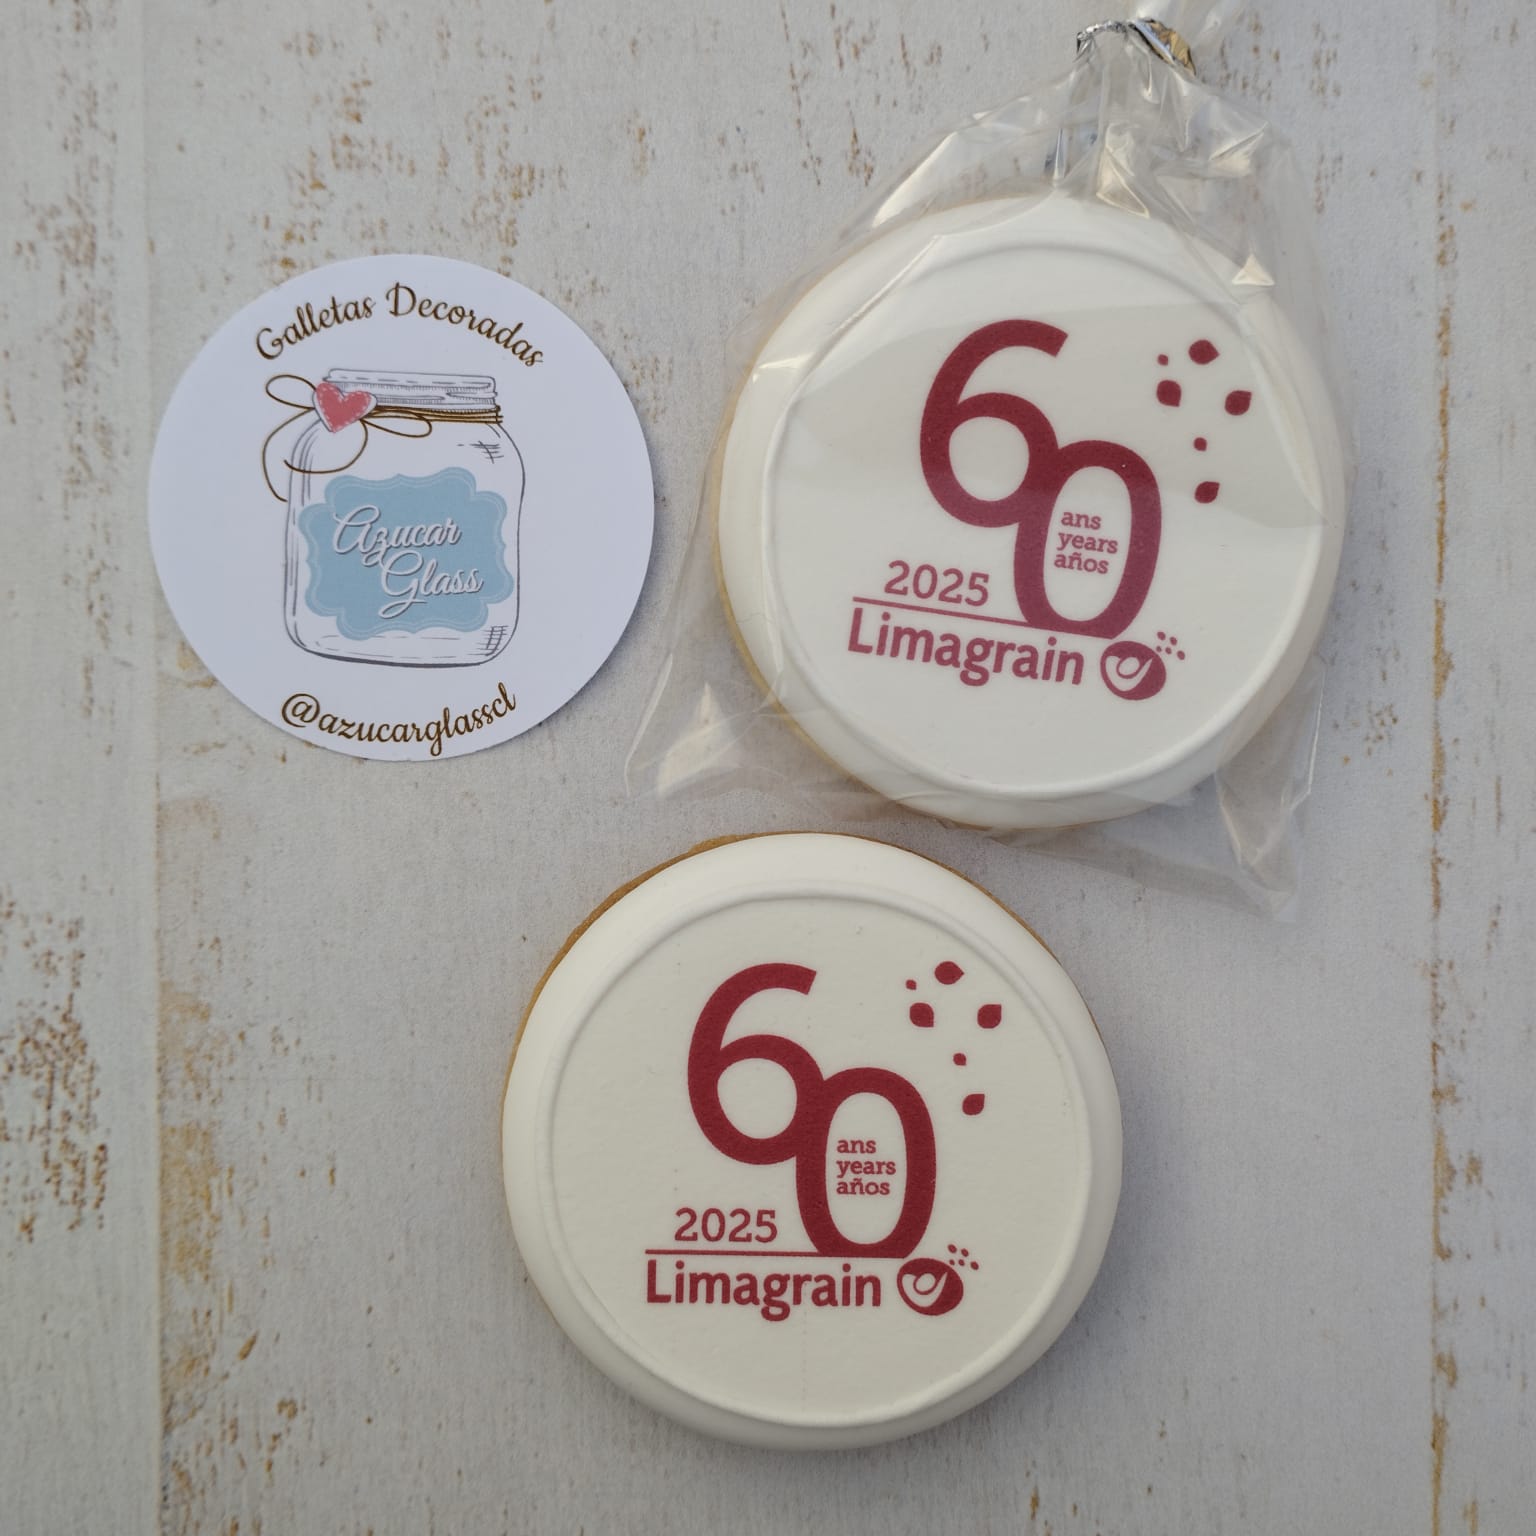 Galletas Decoradas
Azucar
Glass
@azucarglasscl
60
ans
years
años
2025
Limagrain
60
ans
years
años
2025
Limagrain